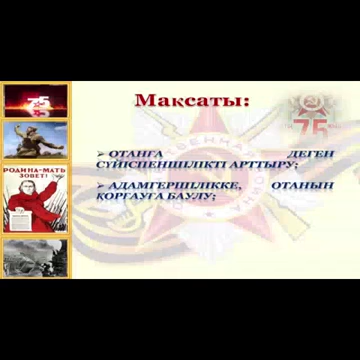 Мақсаты:
75
75
➢ ОТАНҒА ДЕГЕН
СҮЙІСПЕНШІЛІКТІ АРТТЫРУ;
➢ АДАМГЕРШІЛІККЕ, ОТАНЫН
ҚОРҒАУҒА БАУЛУ;
РОДИНА-МАТЬ
ЗОВЕТ!